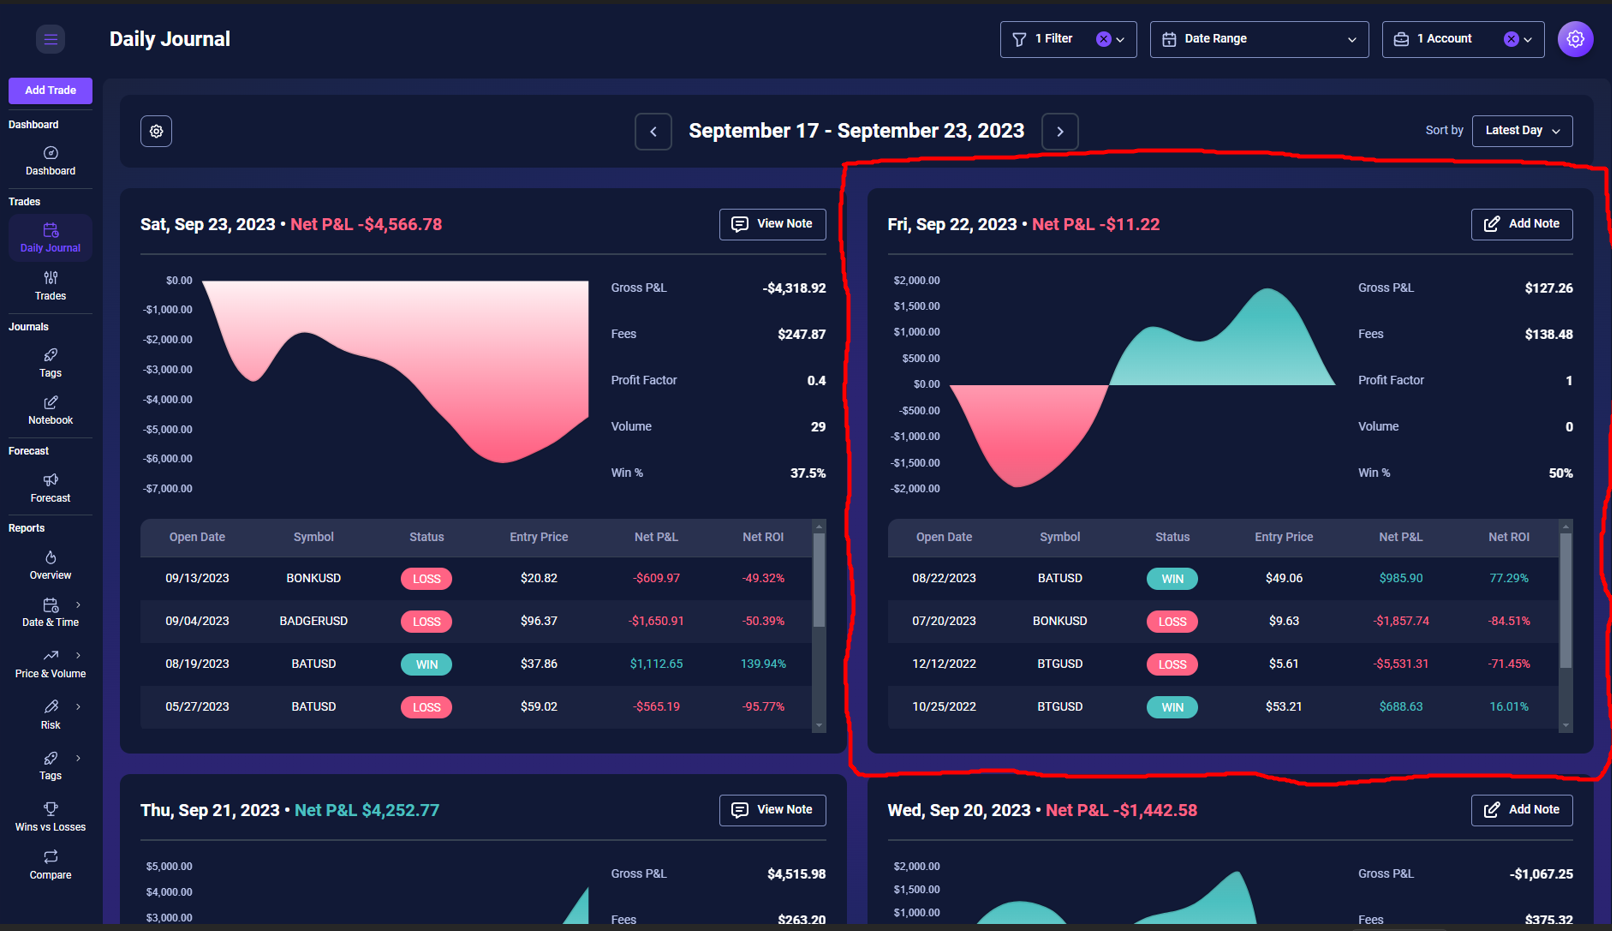 Daily Journal
1 Filter
Date Range
1 Account
Add Trade
Dashboard
Dashboard
Trades
Daily Journal
Trades
Journals
Tags
Notebook
Forecast
Forecast
Reports
Overview
Date & Time
Price & Volume
Risk
Tags
Wins vs Losses
Compare
September 17 - September 23, 2023
Sort by
Latest Day
Sat, Sep 23, 2023 • Net P&L -$4,566.78
View Note
$0.00
-$1,000.00
-$2,000.00
-$3,000.00
-$4,000.00
-$5,000.00
-$6,000.00
-$7,000.00
Gross P&L -$4,318.92
Fees $247.87
Profit Factor 0.4
Volume 29
Win % 37.5%
Open Date Symbol Status Entry Price Net P&L Net ROI
09/13/2023 BONKUSD LOSS $20.82 -$609.97 -49.32%
09/04/2023 BADGERUSD LOSS $96.37 -$1,650.91 -50.39%
08/19/2023 BATUSD WIN $37.86 $1,112.65 139.94%
05/27/2023 BATUSD LOSS $59.02 -$565.19 -95.77%
Fri, Sep 22, 2023 • Net P&L -$11.22
Add Note
$2,000.00
$1,500.00
$1,000.00
$500.00
$0.00
-$500.00
-$1,000.00
-$1,500.00
-$2,000.00
Gross P&L $127.26
Fees $138.48
Profit Factor 1
Volume 0
Win % 50%
Open Date Symbol Status Entry Price Net P&L Net ROI
08/22/2023 BATUSD WIN $49.06 $985.90 77.29%
07/20/2023 BONKUSD LOSS $9.63 -$1,857.74 -84.51%
12/12/2022 BTGUSD LOSS $5.61 -$5,531.31 -71.45%
10/25/2022 BTGUSD WIN $53.21 $688.63 16.01%
Thu, Sep 21, 2023 • Net P&L $4,252.77
View Note
$5,000.00
$4,000.00
$3,000.00
Gross P&L $4,515.98
Fees $263.20
Wed, Sep 20, 2023 • Net P&L -$1,442.58
Add Note
$2,000.00
$1,500.00
$1,000.00
Gross P&L -$1,067.25
Fees $375.32